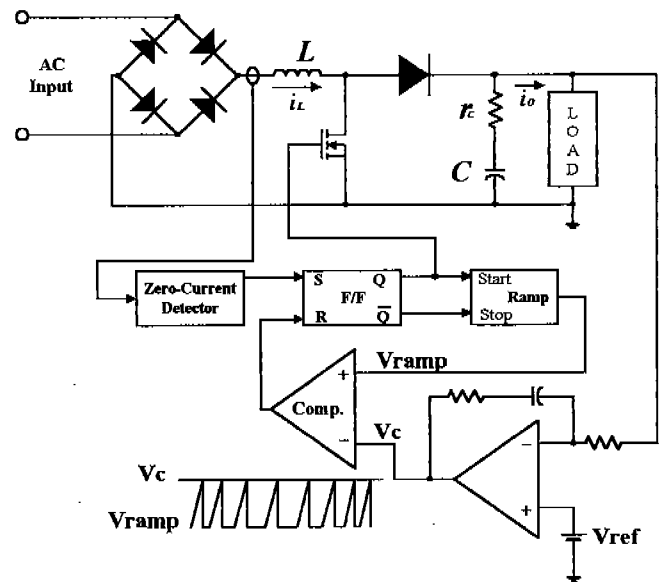 AC
Input
L
iL
rc
C
io
L
O
A
D
Zero-Current
Detector
S
Q
F/F
R
Q
Start
Ramp
Stop
Vramp
+
Comp.
−
Vc
−
+
Vref
Vc
Vramp